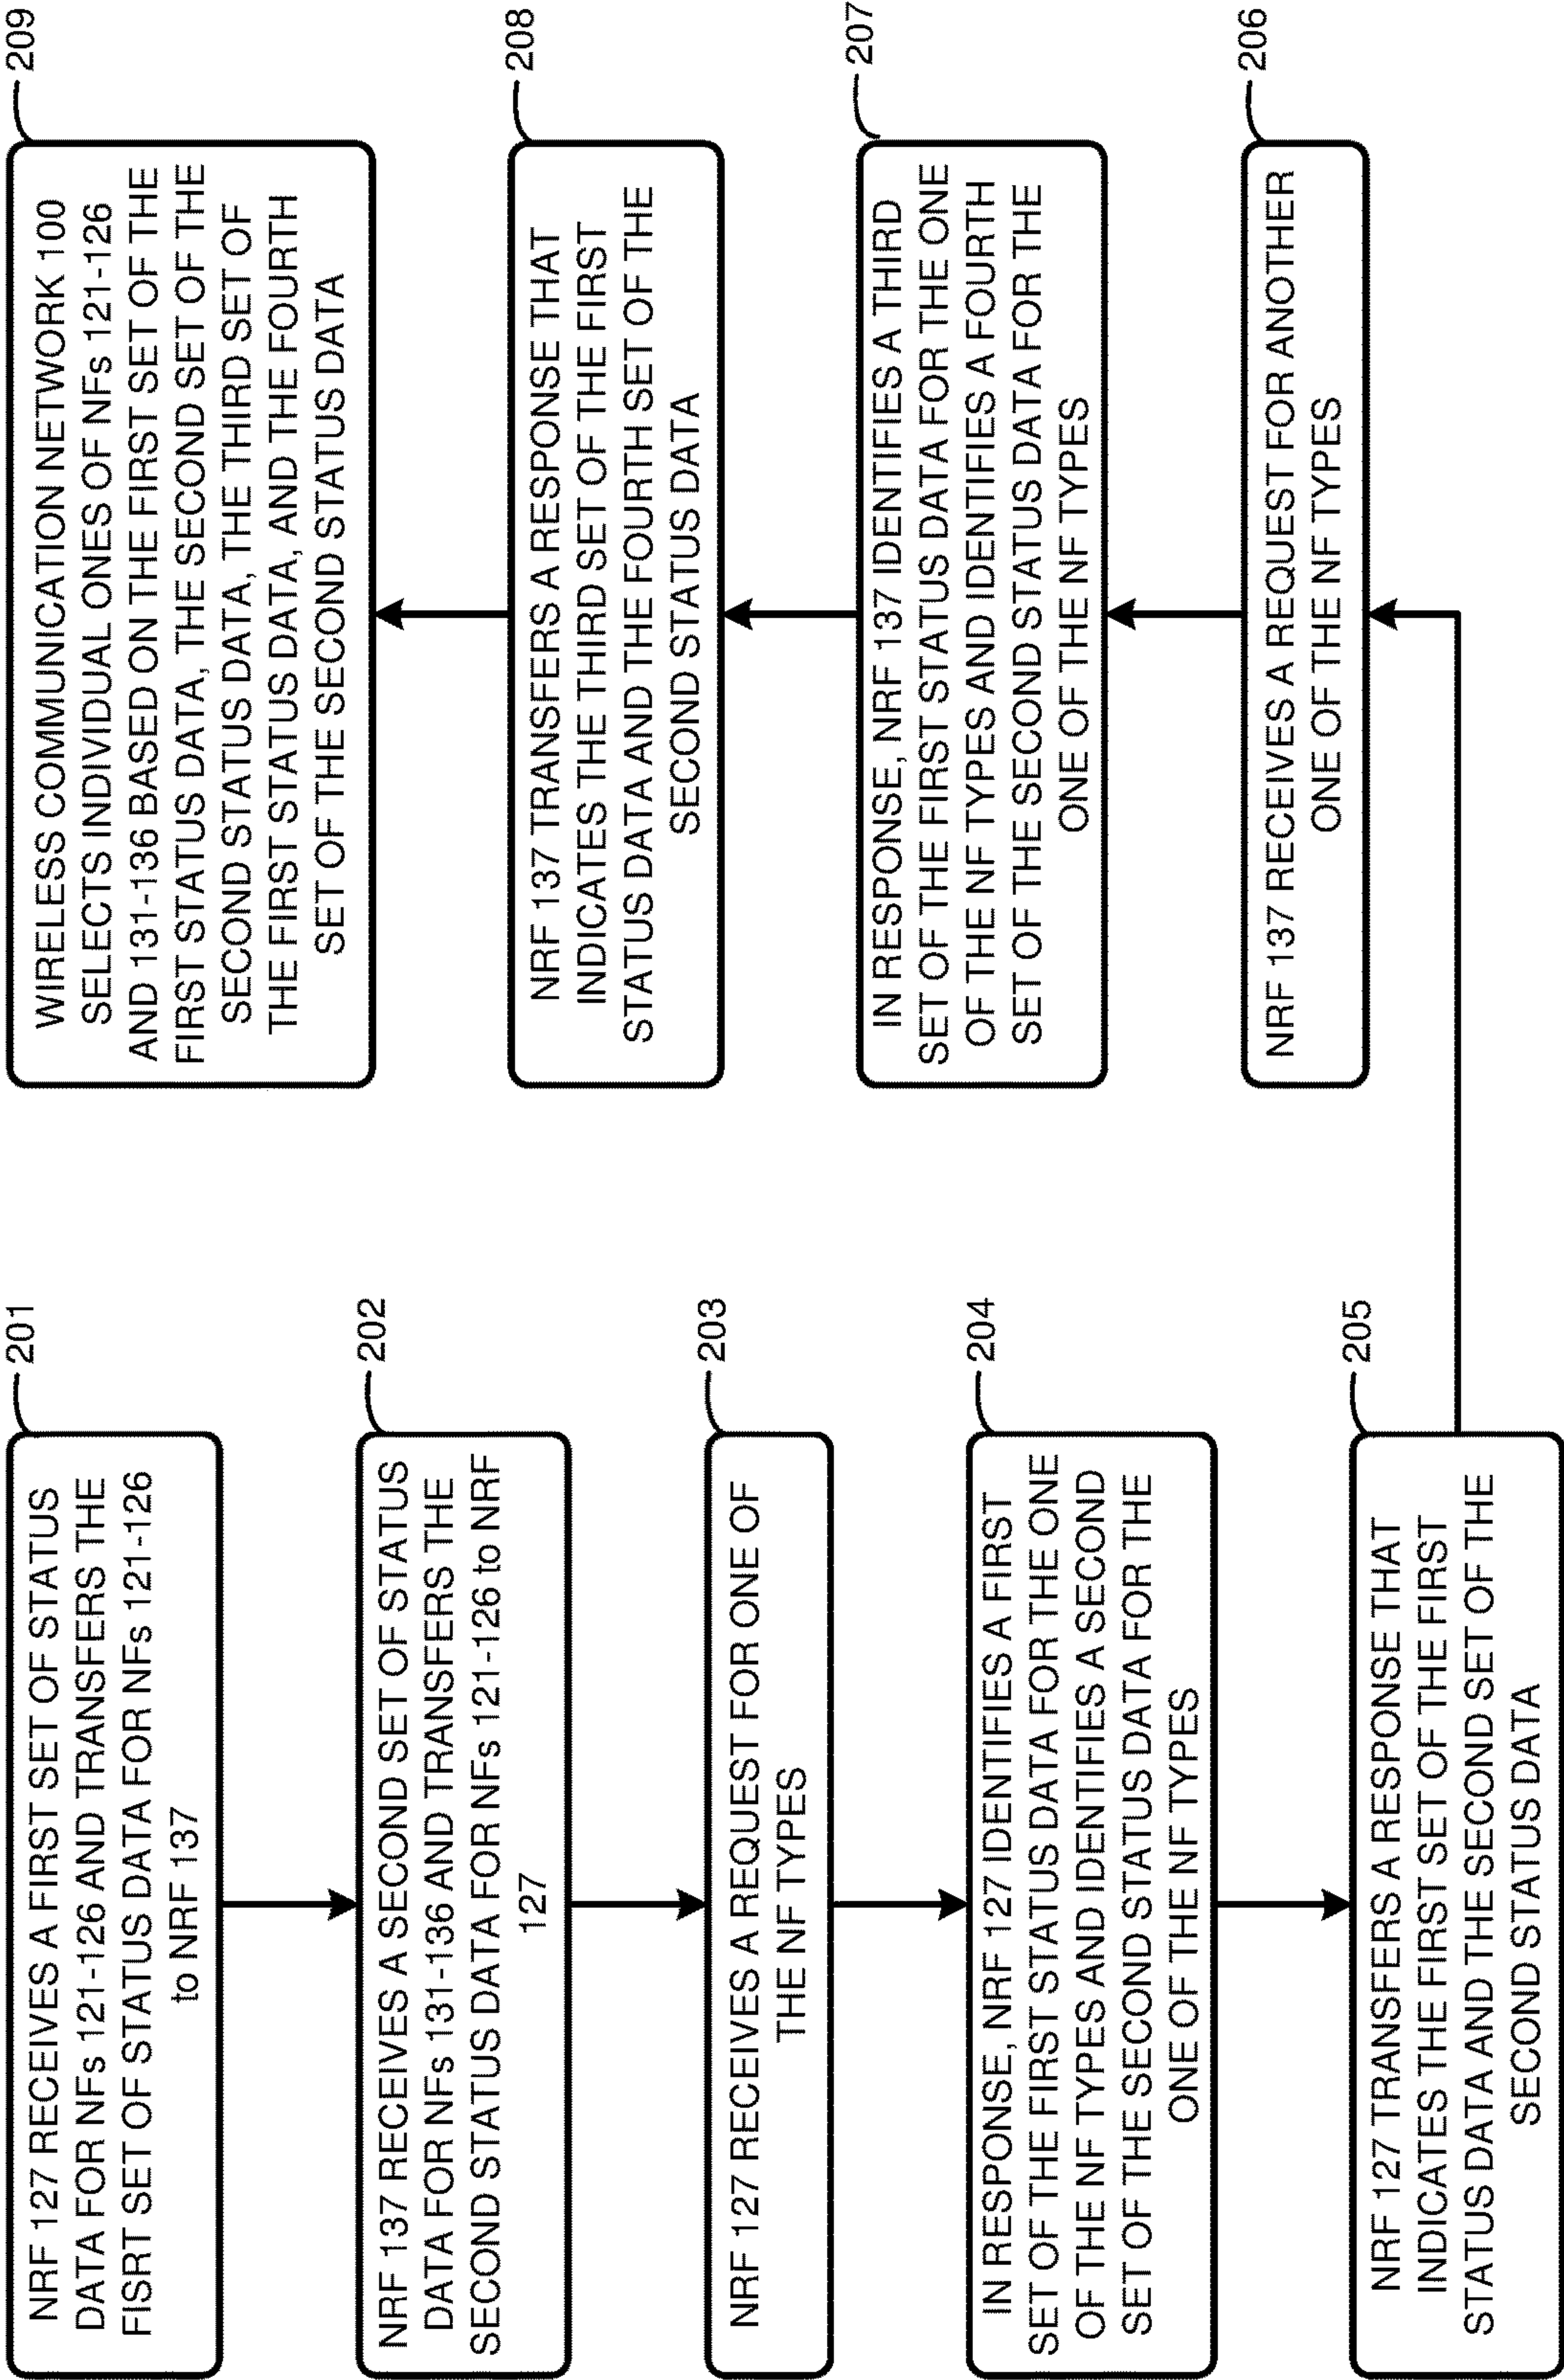 201
NRF 127 RECEIVES A FIRST SET OF STATUS
DATA FOR NFs 121-126 AND TRANSFERS THE
FISRT SET OF STATUS DATA FOR NFs 121-126
to NRF 137
202
NRF 137 RECEIVES A SECOND SET OF STATUS
DATA FOR NFs 131-136 AND TRANSFERS THE
SECOND STATUS DATA FOR NFs 121-126 to NRF
127
203
NRF 127 RECEIVES A REQUEST FOR ONE OF
THE NF TYPES
204
IN RESPONSE, NRF 127 IDENTIFIES A FIRST
SET OF THE FIRST STATUS DATA FOR THE ONE
OF THE NF TYPES AND IDENTIFIES A SECOND
SET OF THE SECOND STATUS DATA FOR THE
ONE OF THE NF TYPES
205
NRF 127 TRANSFERS A RESPONSE THAT
INDICATES THE FIRST SET OF THE FIRST
STATUS DATA AND THE SECOND SET OF THE
SECOND STATUS DATA
206
NRF 137 RECEIVES A REQUEST FOR ANOTHER
ONE OF THE NF TYPES
207
IN RESPONSE, NRF 137 IDENTIFIES A THIRD
SET OF THE FIRST STATUS DATA FOR THE ONE
OF THE NF TYPES AND IDENTIFIES A FOURTH
SET OF THE SECOND STATUS DATA FOR THE
ONE OF THE NF TYPES
208
NRF 137 TRANSFERS A RESPONSE THAT
INDICATES THE THIRD SET OF THE FIRST
STATUS DATA AND THE FOURTH SET OF THE
SECOND STATUS DATA
209
WIRELESS COMMUNICATION NETWORK 100
SELECTS INDIVIDUAL ONES OF NFs 121-126
AND 131-136 BASED ON THE FIRST SET OF THE
FIRST STATUS DATA, THE SECOND SET OF THE
SECOND STATUS DATA, THE THIRD SET OF
THE FIRST STATUS DATA, AND THE FOURTH
SET OF THE SECOND STATUS DATA